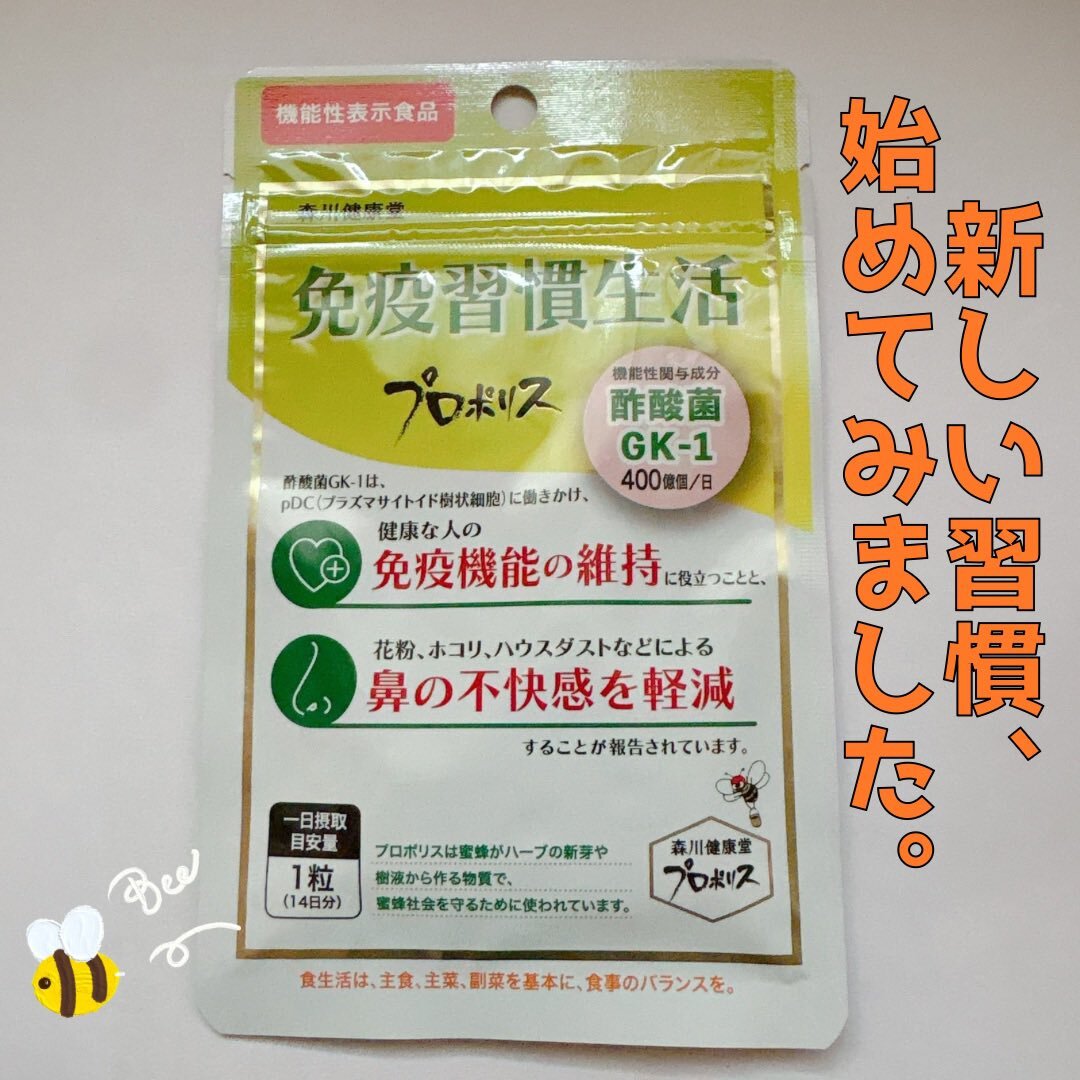 機能性表示食品
森川健康堂
免疫習慣生活
プロポリス
機能性関与成分
酢酸菌
GK-1
400億個/日
酢酸菌GK-1は、
pDC(プラズマサイトイド樹状細胞)に働きかけ、
健康な人の
免疫機能の維持に役立つことと、
花粉、ホコリ、ハウスダストなどによる
鼻の不快感を軽減
することが報告されています。
一日摂取
目安量
1粒
(14日分)
プロポリスは蜜蜂がハーブの新芽や
樹液から作る物質で、
蜜蜂社会を守るために使われています。
森川健康堂
プロポリス
食生活は、主食、主菜、副菜を基本に、食事のバランスを。
新しい習慣、
始めてみました。
Bee